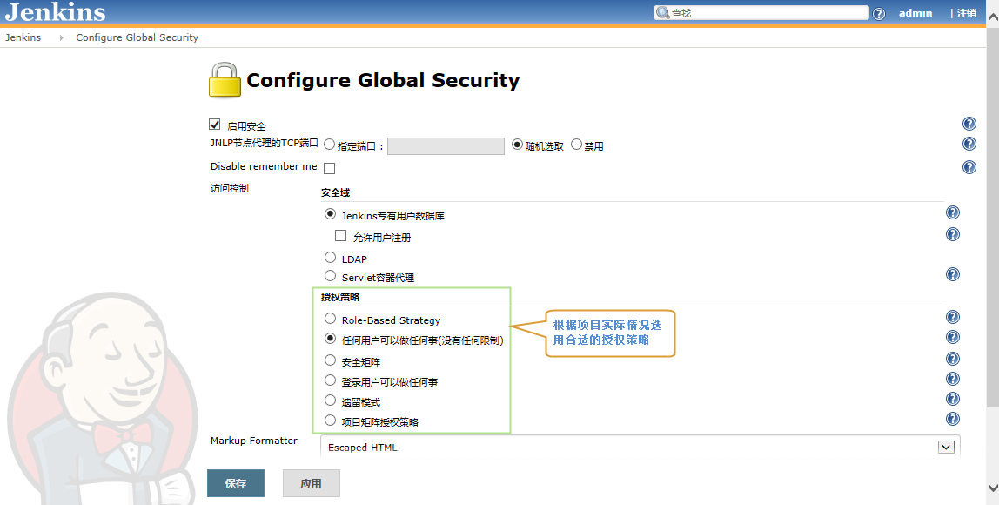 Jenkins
查找
admin
| 注销
Jenkins
Configure Global Security
Configure Global Security
启用安全
JNLP节点代理的TCP端口
指定端口 :
随机选取
禁用
Disable remember me
访问控制
安全域
Jenkins专有用户数据库
允许用户注册
LDAP
Servlet容器代理
授权策略
Role-Based Strategy
任何用户可以做任何事(没有任何限制)
安全矩阵
登录用户可以做任何事
遗留模式
项目矩阵授权策略
根据项目实际情况选
用合适的授权策略
Markup Formatter
Escaped HTML
保存
应用